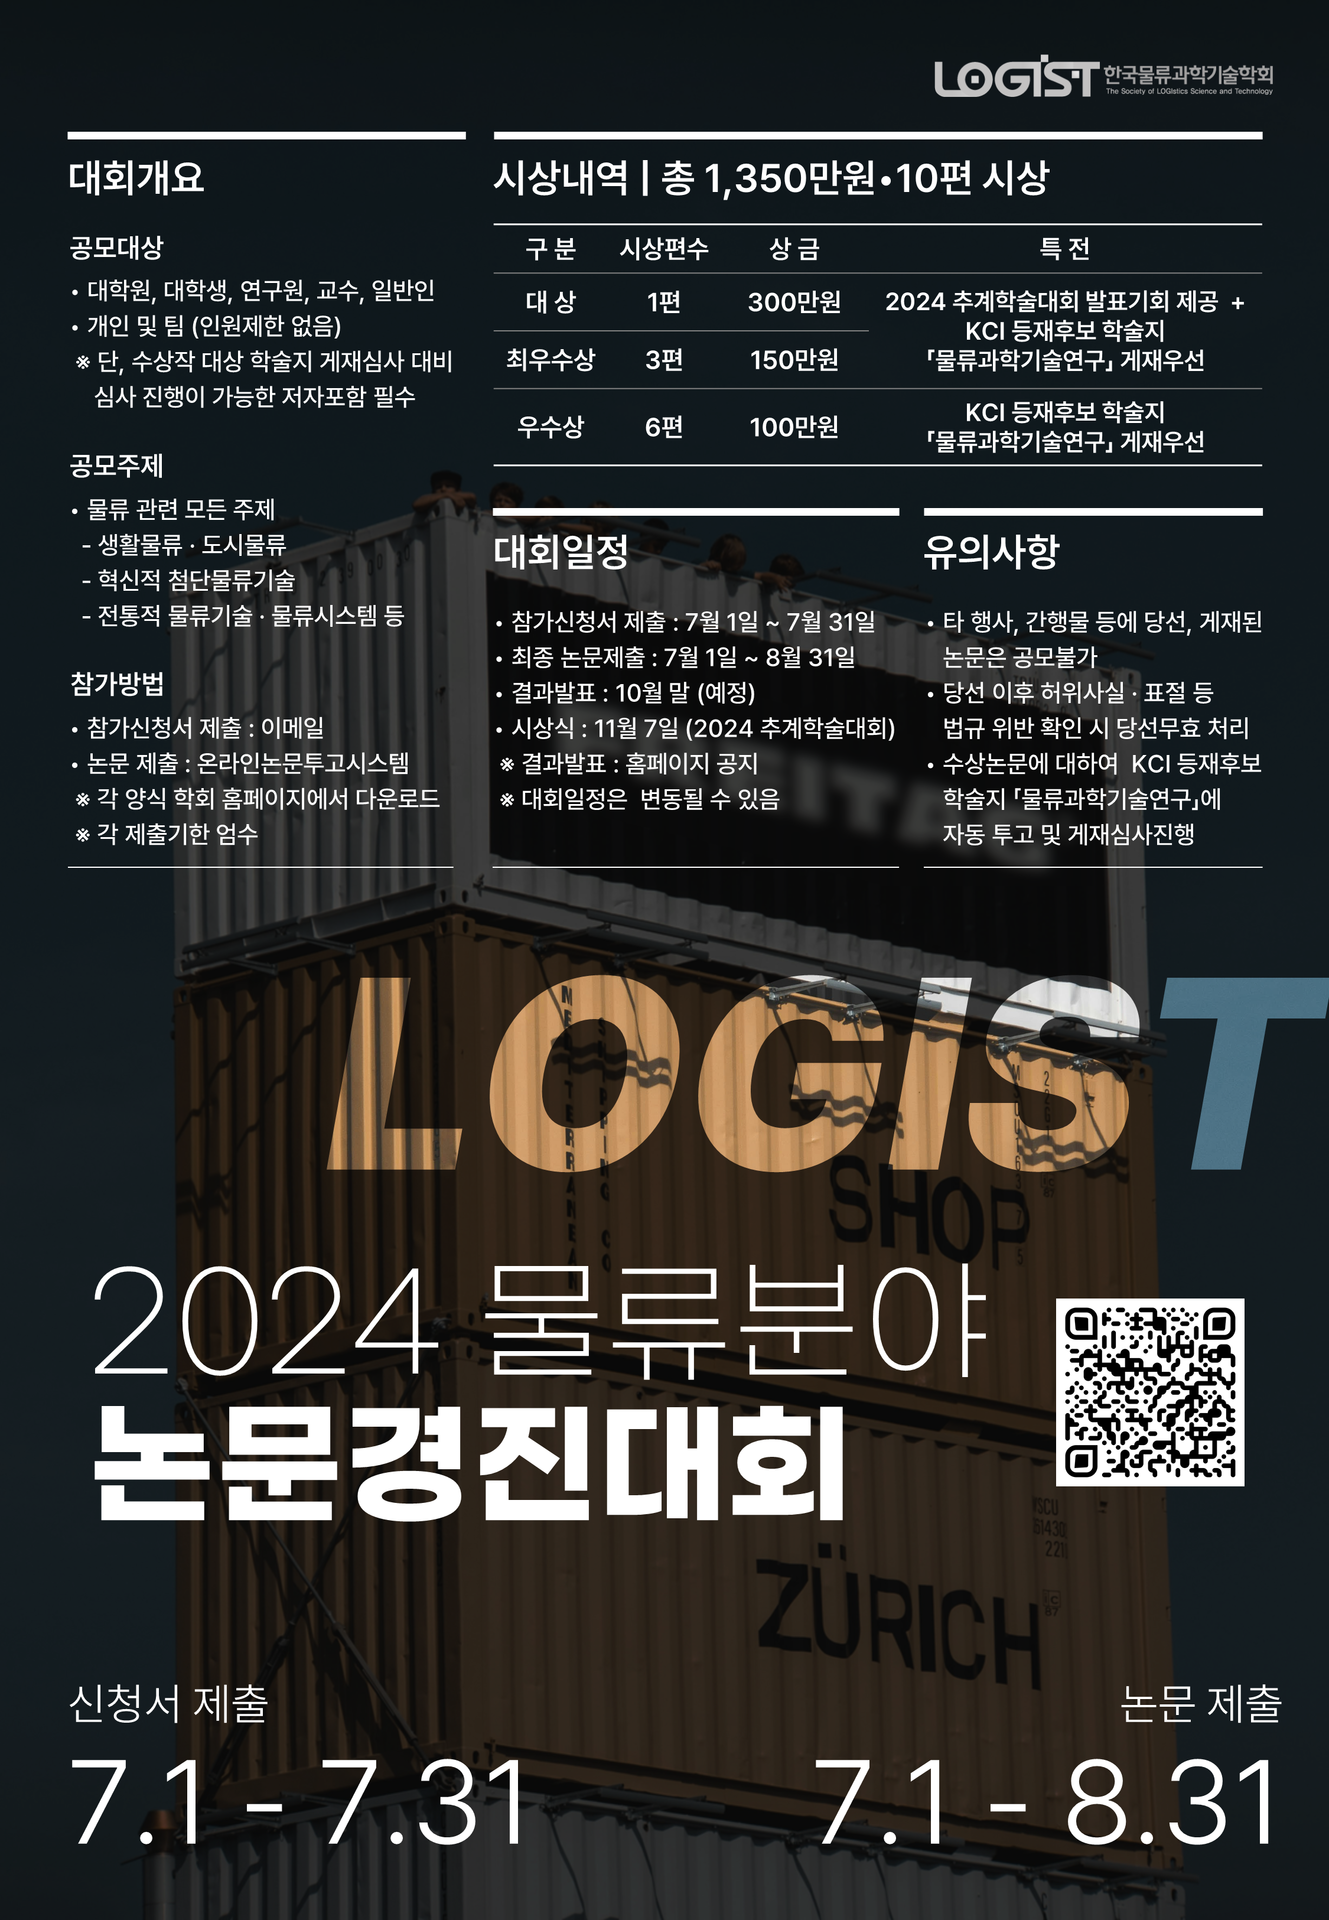 LOGIST 한국물류과학기술학회
The Society of LOGIstics Science and Technology
대회개요
공모대상
• 대학원, 대학생, 연구원, 교수, 일반인
• 개인 및 팀 (인원제한 없음)
※ 단, 수상작 대상 학술지 게재심사 대비
심사 진행이 가능한 저자포함 필수
공모주제
• 물류 관련 모든 주제
- 생활물류 · 도시물류
- 혁신적 첨단물류기술
- 전통적 물류기술 · 물류시스템 등
참가방법
• 참가신청서 제출 : 이메일
• 논문 제출 : 온라인논문투고시스템
※ 각 양식 학회 홈페이지에서 다운로드
※ 각 제출기한 엄수
시상내역 | 총 1,350만원•10편 시상
구 분 시상편수 상 금 특 전
대 상 1편 300만원 2024 추계학술대회 발표기회 제공 +
KCI 등재후보 학술지
최우수상 3편 150만원 「물류과학기술연구」 게재우선
KCI 등재후보 학술지
우수상 6편 100만원
「물류과학기술연구」 게재우선
대회일정
• 참가신청서 제출 : 7월 1일 ~ 7월 31일
• 최종 논문제출 : 7월 1일 ~ 8월 31일
• 결과발표 : 10월 말 (예정)
• 시상식 : 11월 7일 (2024 추계학술대회)
※ 결과발표 : 홈페이지 공지
※ 대회일정은 변동될 수 있음
유의사항
• 타 행사, 간행물 등에 당선, 게재된
논문은 공모불가
• 당선 이후 허위사실 · 표절 등
법규 위반 확인 시 당선무효 처리
• 수상논문에 대하여 KCI 등재후보
학술지 「물류과학기술연구」에
자동 투고 및 게재심사진행
LOGIST
MEDITERRANEAN
SHIPPING CO
SHOP
2024 물류분야
논문경진대회
ZÜRICH
신청서 제출
7.1 - 7.31
논문 제출
7.1 - 8.31